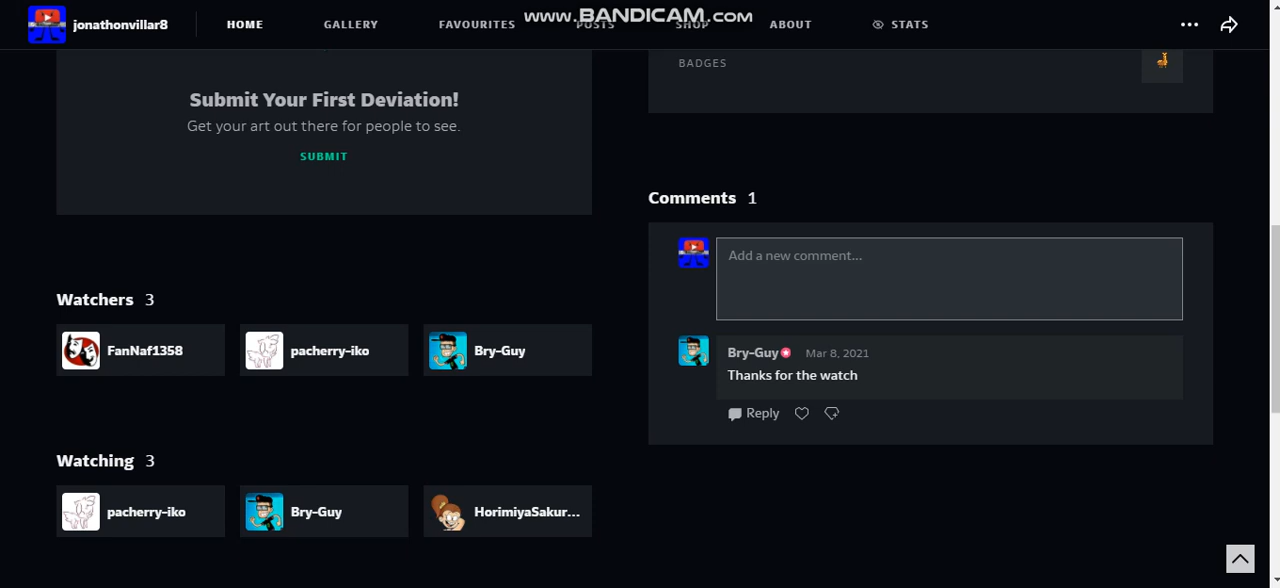 jonathonvillar8
HOME
GALLERY
FAVOURITES
POSTS
SHOP
ABOUT
STATS
www.BANDICAM.com
Submit Your First Deviation!
Get your art out there for people to see.
SUBMIT
BADGES
Comments 1
Add a new comment...
Bry-Guy Mar 8, 2021
Thanks for the watch
Reply
Watchers 3
FanNaf1358
pacherry-iko
Bry-Guy
Watching 3
pacherry-iko
Bry-Guy
HorimiyaSakur...